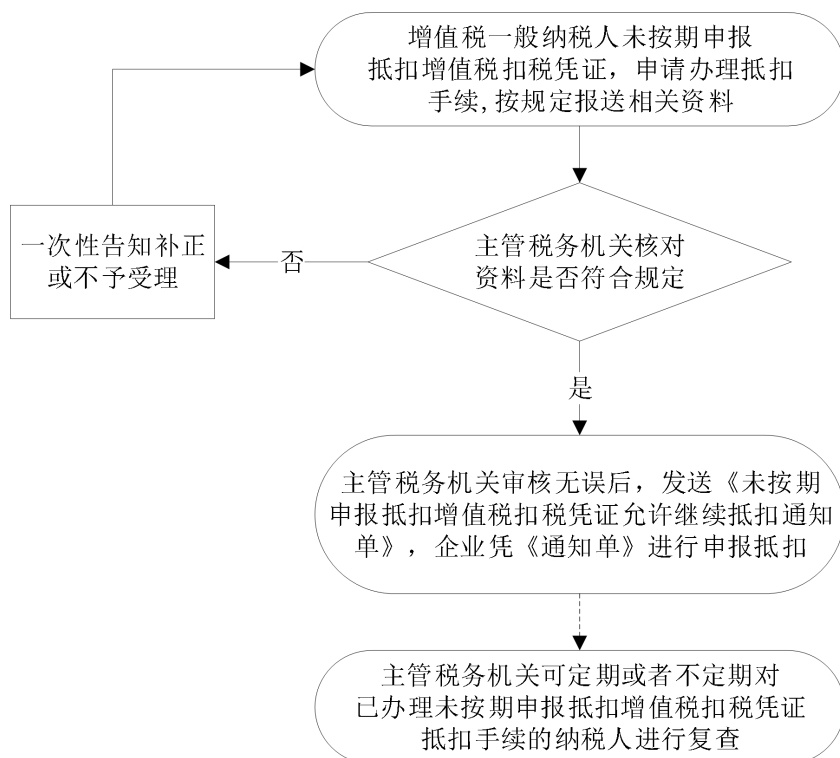 增值税一般纳税人未按期申报
抵扣增值税扣税凭证，申请办理抵扣
手续,按规定报送相关资料
一次性告知补正
或不予受理
否
主管税务机关核对
资料是否符合规定
是
主管税务机关审核无误后，发送《未按期
申报抵扣增值税扣税凭证允许继续抵扣通知
单》，企业凭《通知单》进行申报抵扣
主管税务机关可定期或者不定期对
已办理未按期申报抵扣增值税扣税凭证
抵扣手续的纳税人进行复查